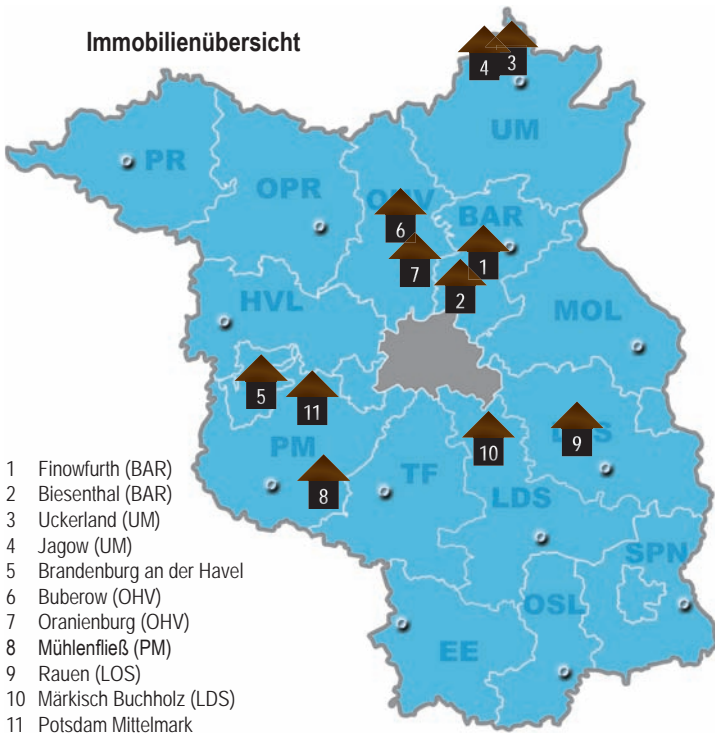 Immobilienübersicht
4 3
UM
PR
OPR
OHV
BAR
6
1
7
2
HVL
MOL
5
11
9
10
PM
8
TF
LDS
SPN
OSL
EE
1 Finowfurth (BAR)
2 Biesenthal (BAR)
3 Uckerland (UM)
4 Jagow (UM)
5 Brandenburg an der Havel
6 Buberow (OHV)
7 Oranienburg (OHV)
8 Mühlenfließ (PM)
9 Rauen (LOS)
10 Märkisch Buchholz (LDS)
11 Potsdam Mittelmark